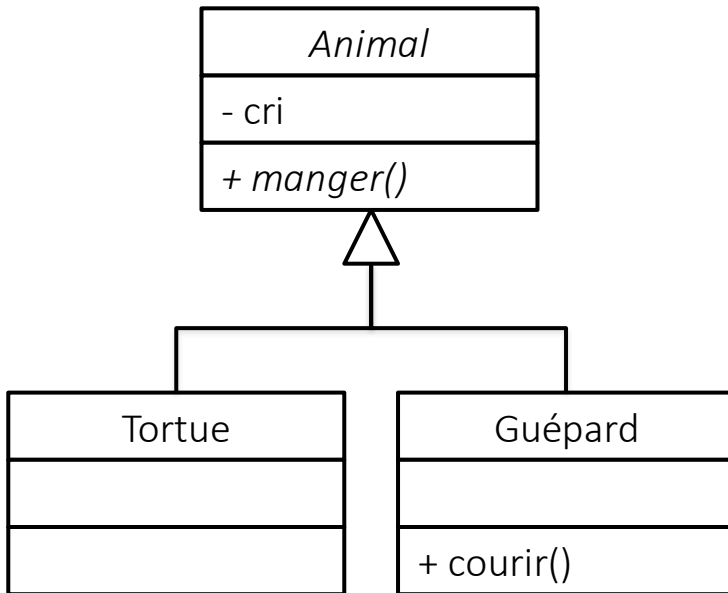 Animal
- cri
+ manger()
Tortue
Guépard
+ courir()